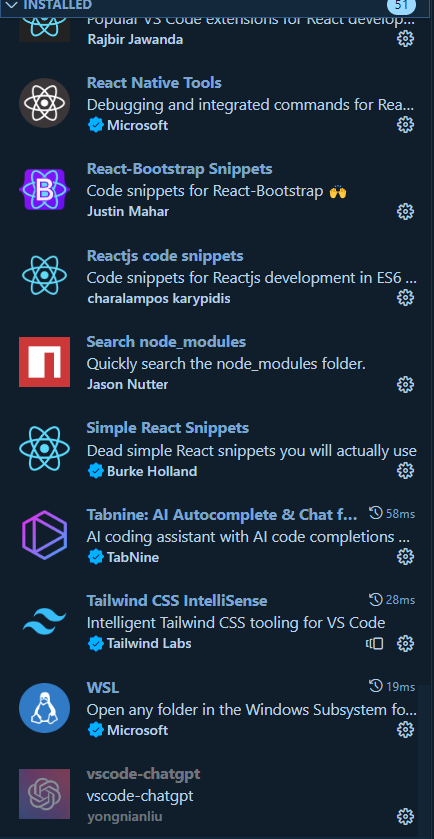 INSTALLED 51
Popular VS Code extensions for React develop...
Rajbir Jawanda
React Native Tools
Debugging and integrated commands for Rea...
Microsoft
React-Bootstrap Snippets
Code snippets for React-Bootstrap 🙌
Justin Mahar
Reactjs code snippets
Code snippets for Reactjs development in ES6 ...
charalampos karypidis
Search node_modules
Quickly search the node_modules folder.
Jason Nutter
Simple React Snippets
Dead simple React snippets you will actually use
Burke Holland
Tabnine: AI Autocomplete & Chat f... 58ms
AI coding assistant with AI code completions ...
TabNine
Tailwind CSS IntelliSense 28ms
Intelligent Tailwind CSS tooling for VS Code
Tailwind Labs
WSL 19ms
Open any folder in the Windows Subsystem fo...
Microsoft
vscode-chatgpt
vscode-chatgpt
yongnianliu